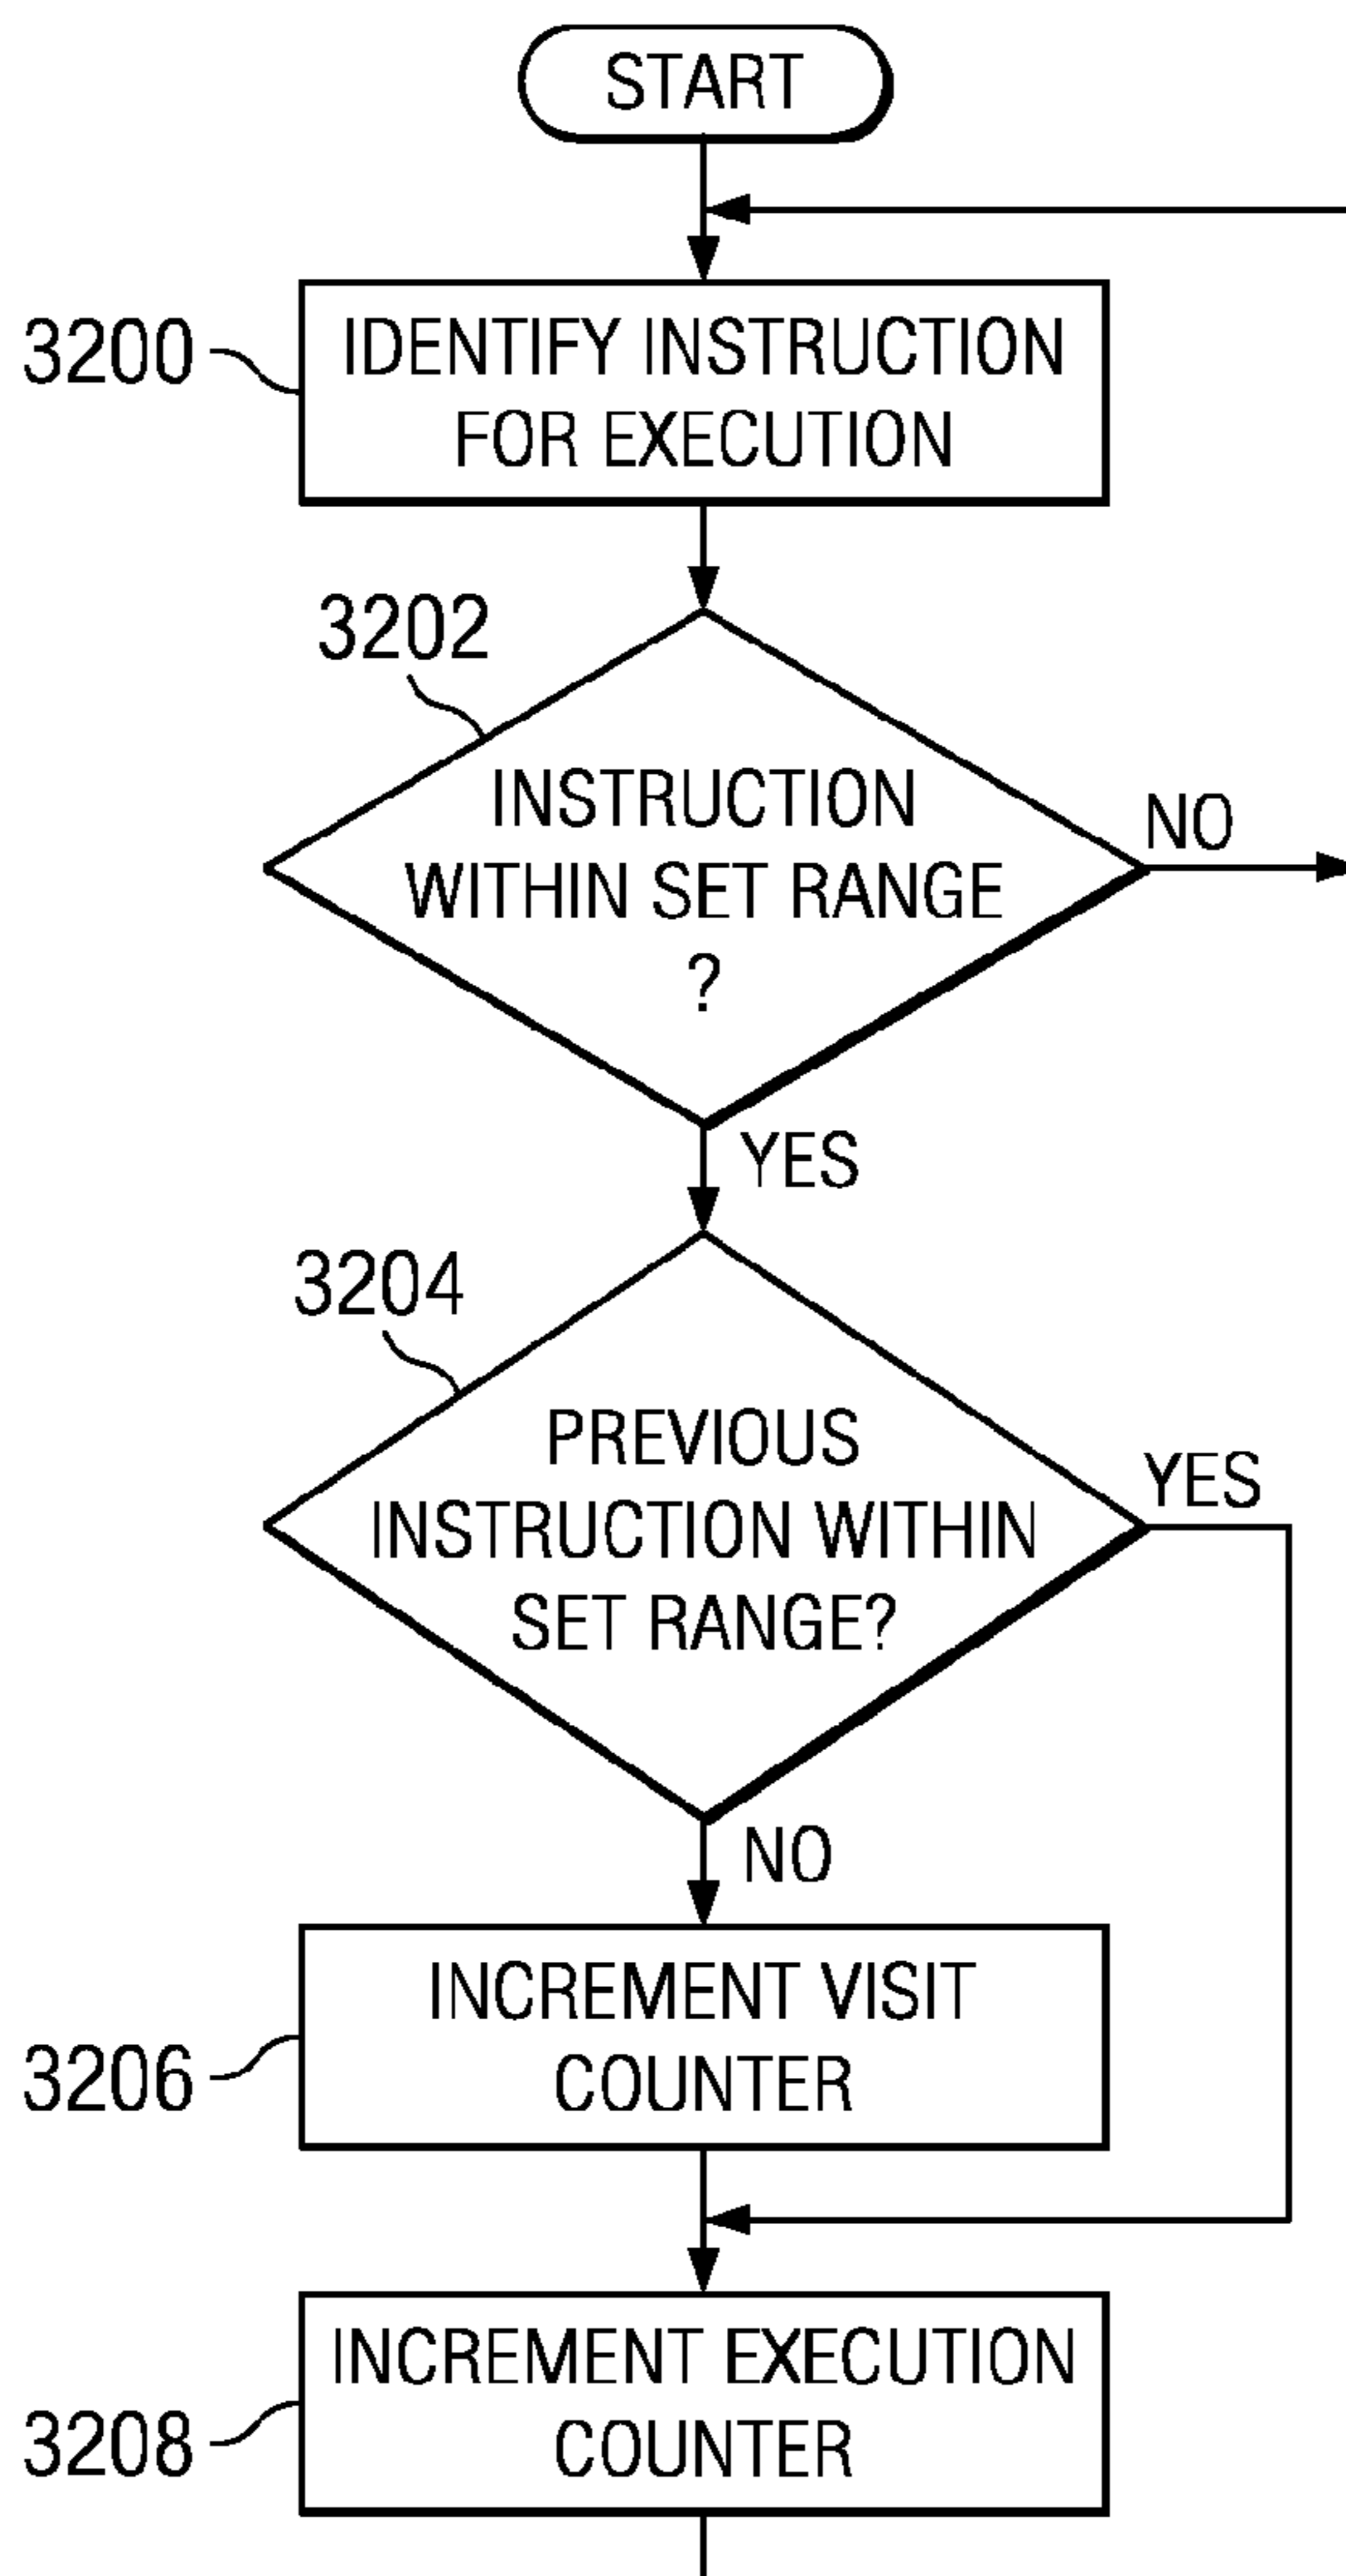 START
3200
IDENTIFY INSTRUCTION
FOR EXECUTION
3202
INSTRUCTION
WITHIN SET RANGE
?
NO
YES
3204
PREVIOUS
INSTRUCTION WITHIN
SET RANGE?
YES
NO
3206
INCREMENT VISIT
COUNTER
3208
INCREMENT EXECUTION
COUNTER